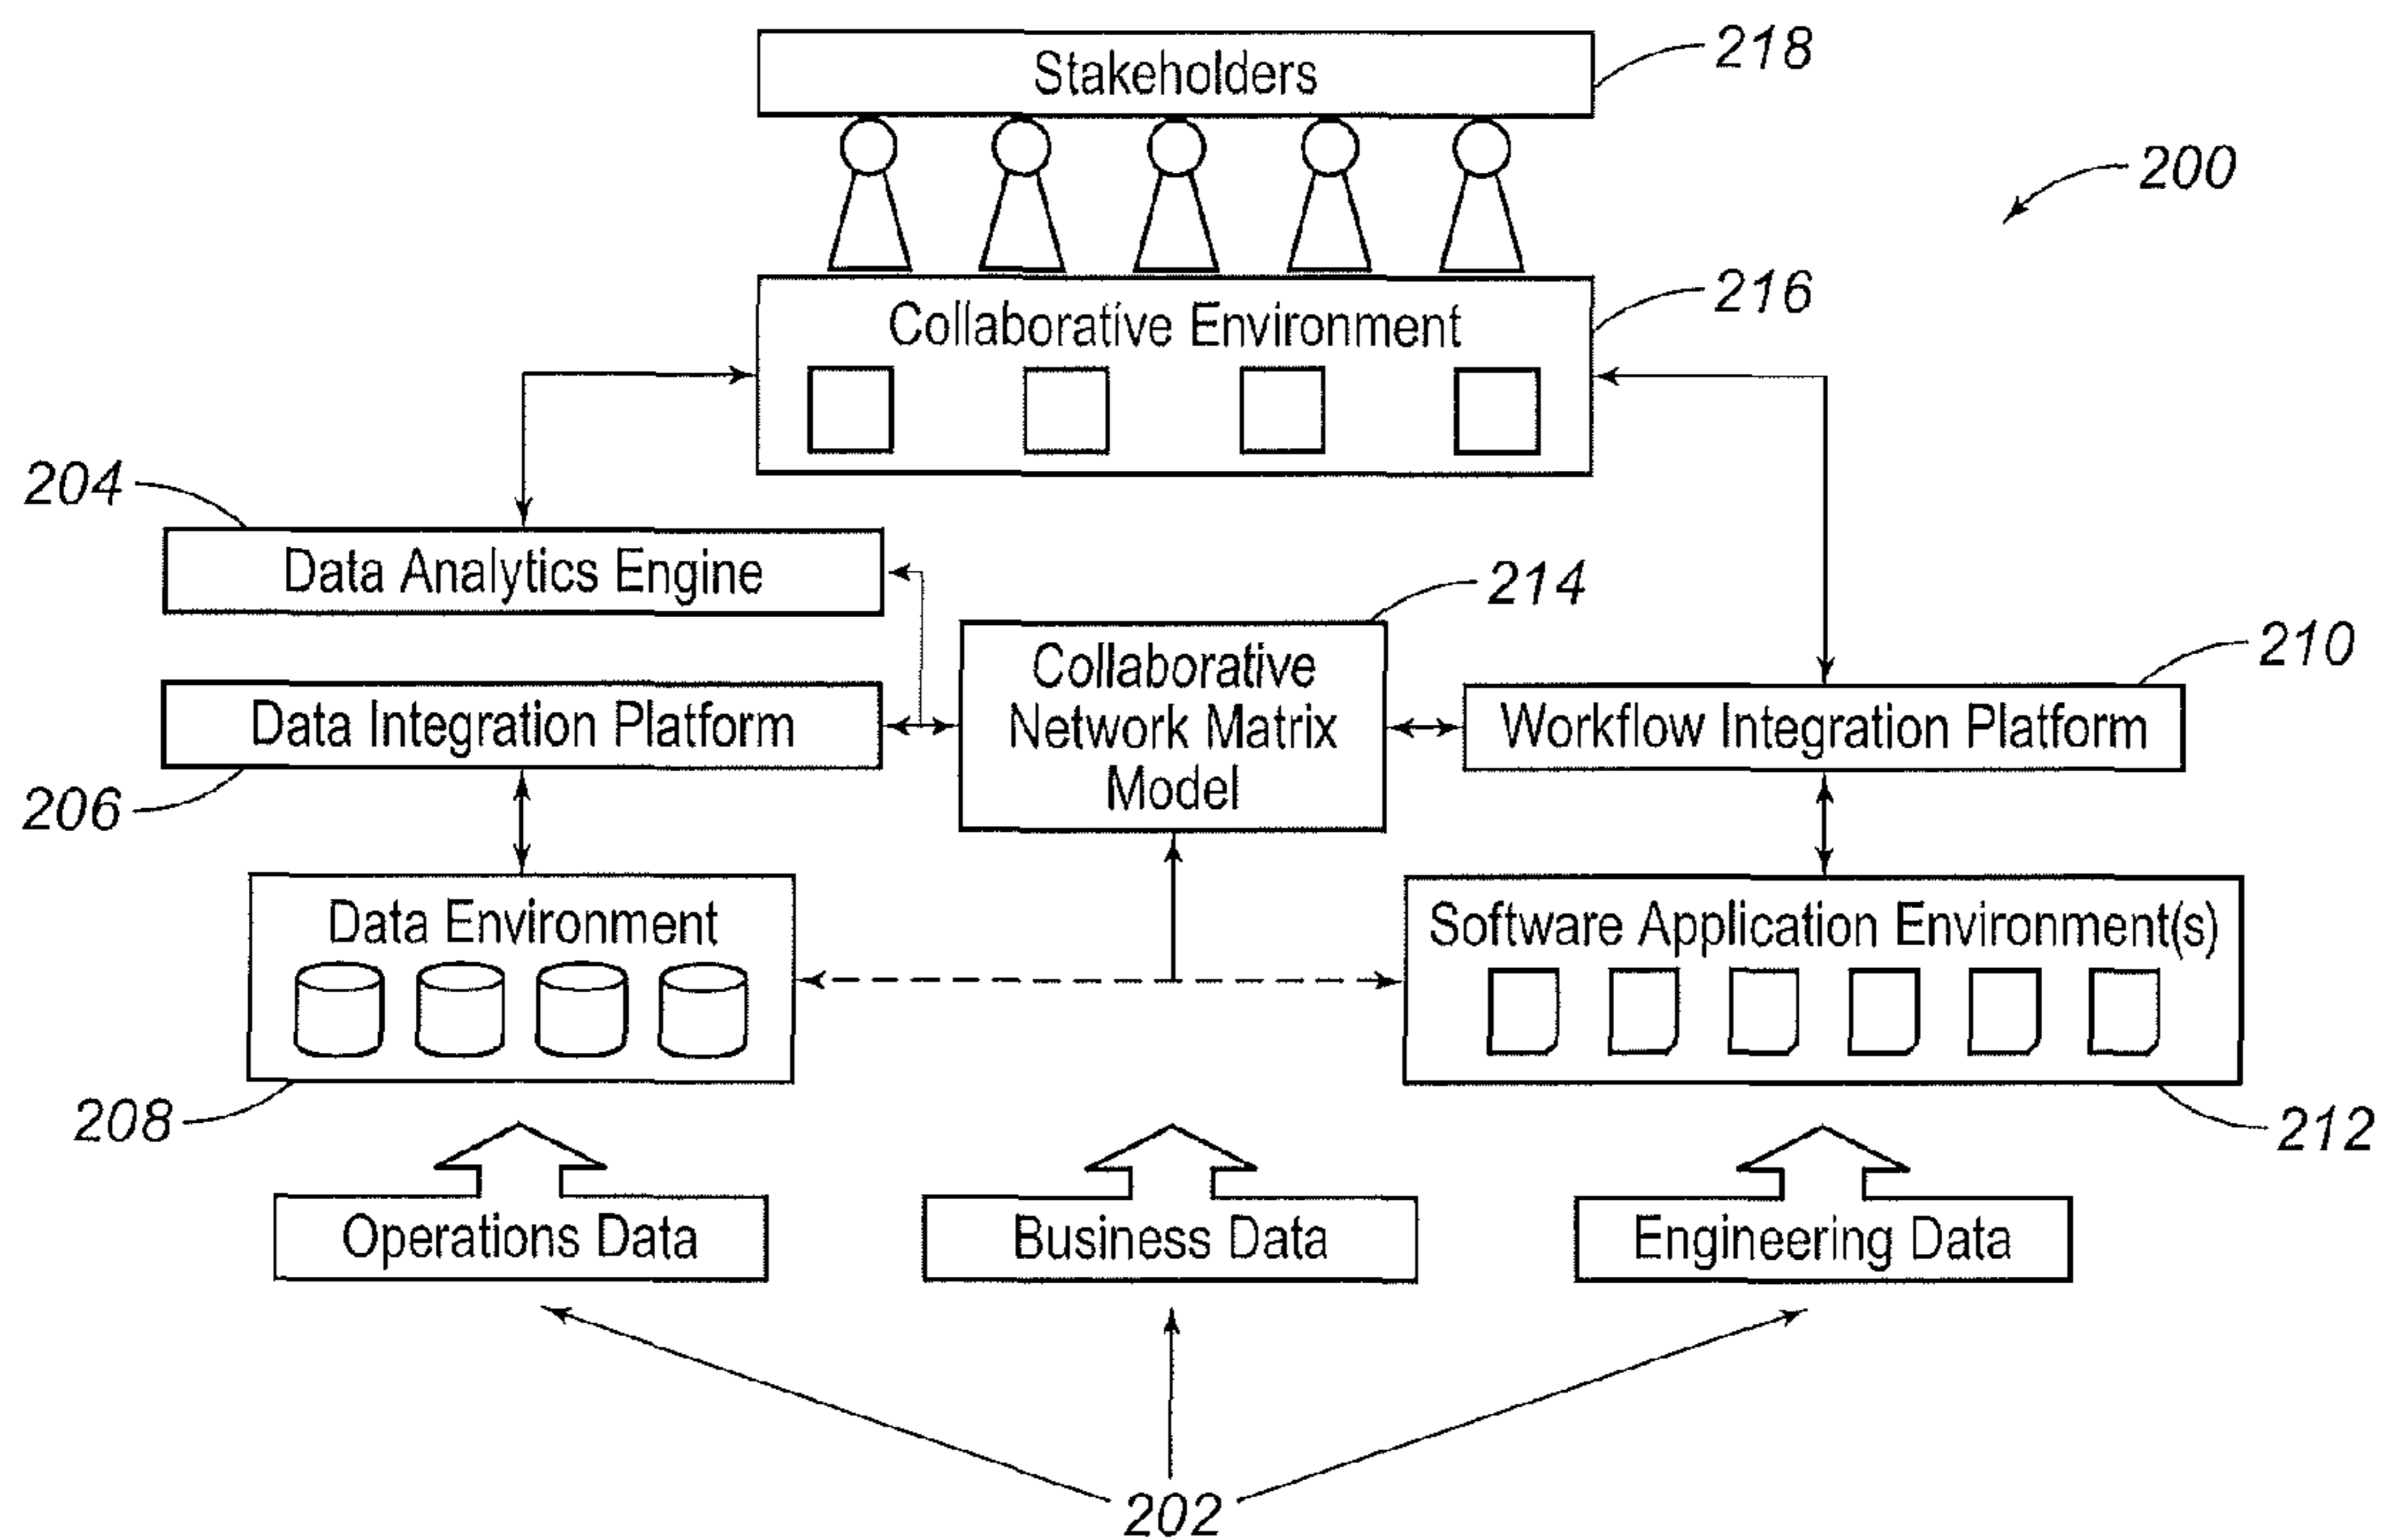 Stakeholders
218
200
Collaborative Environment
216
204
Data Analytics Engine
214
Collaborative
Network Matrix
Model
210
Data Integration Platform
Workflow Integration Platform
206
Data Environment
Software Application Environment(s)
208
212
Operations Data
Business Data
Engineering Data
202